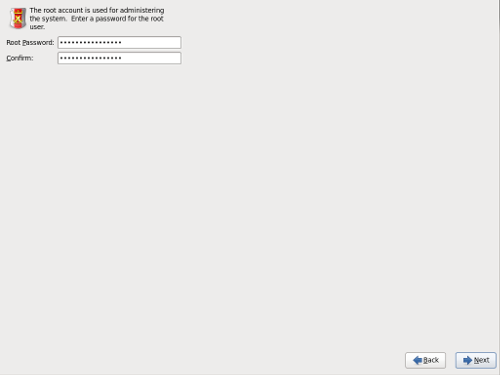 The root account is used for administering
the system. Enter a password for the root
user.
Root Password: ••••••••••••••••
Confirm: ••••••••••••••••
Back Next